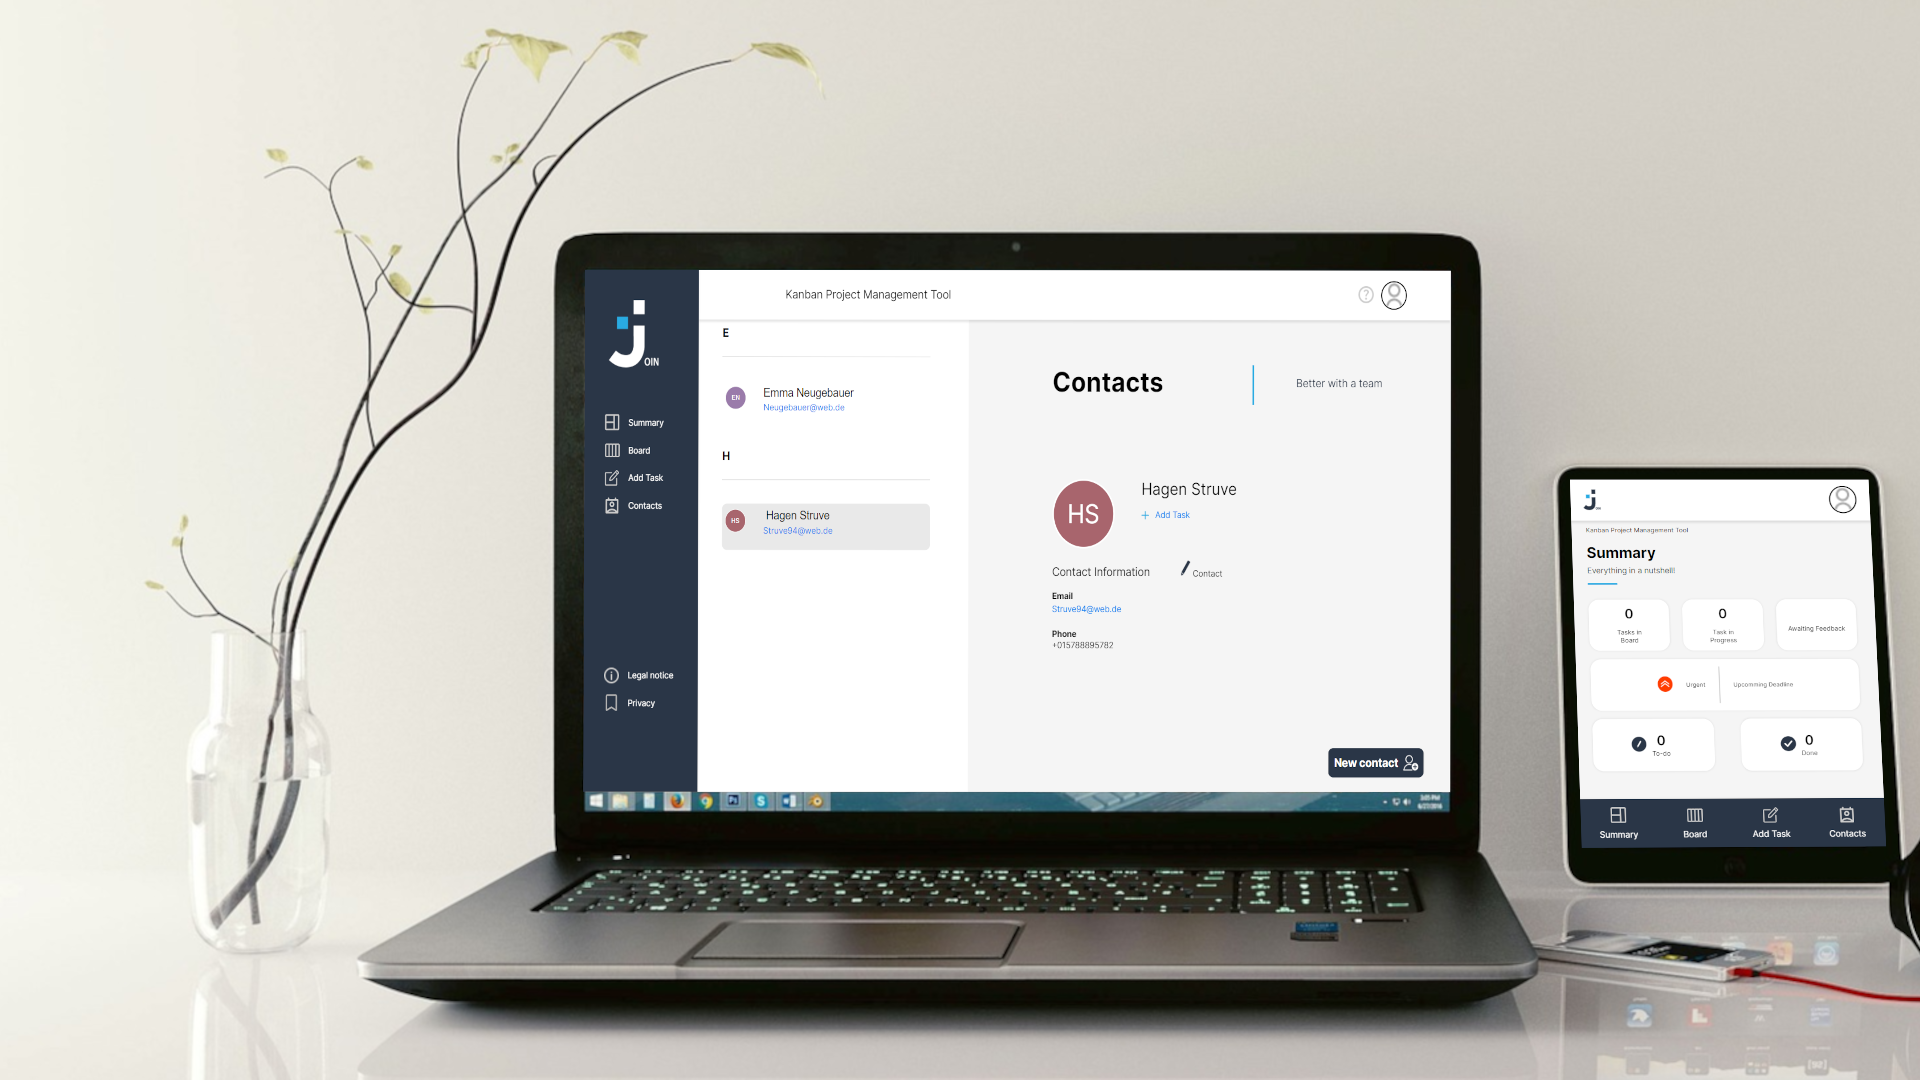 Kanban Project Management Tool
?
OIN
Summary
Board
Add Task
Contacts
Legal notice
Privacy
E
EN
Emma Neugebauer
Neugebauer@web.de
H
HS
Hagen Struve
Struve94@web.de
Contacts
Better with a team
HS
Hagen Struve
+ Add Task
Contact Information
Contact
Email
Struve94@web.de
Phone
+015788895782
New contact
Ps
S
W
Kanban Project Management Tool
Summary
Everything in a nutshell!
0
Tasks in
Board
0
Task in
Progress
Awaiting Feedback
Urgent
Upcomming Deadline
0
To-do
0
Done
Summary
Board
Add Task
Contacts